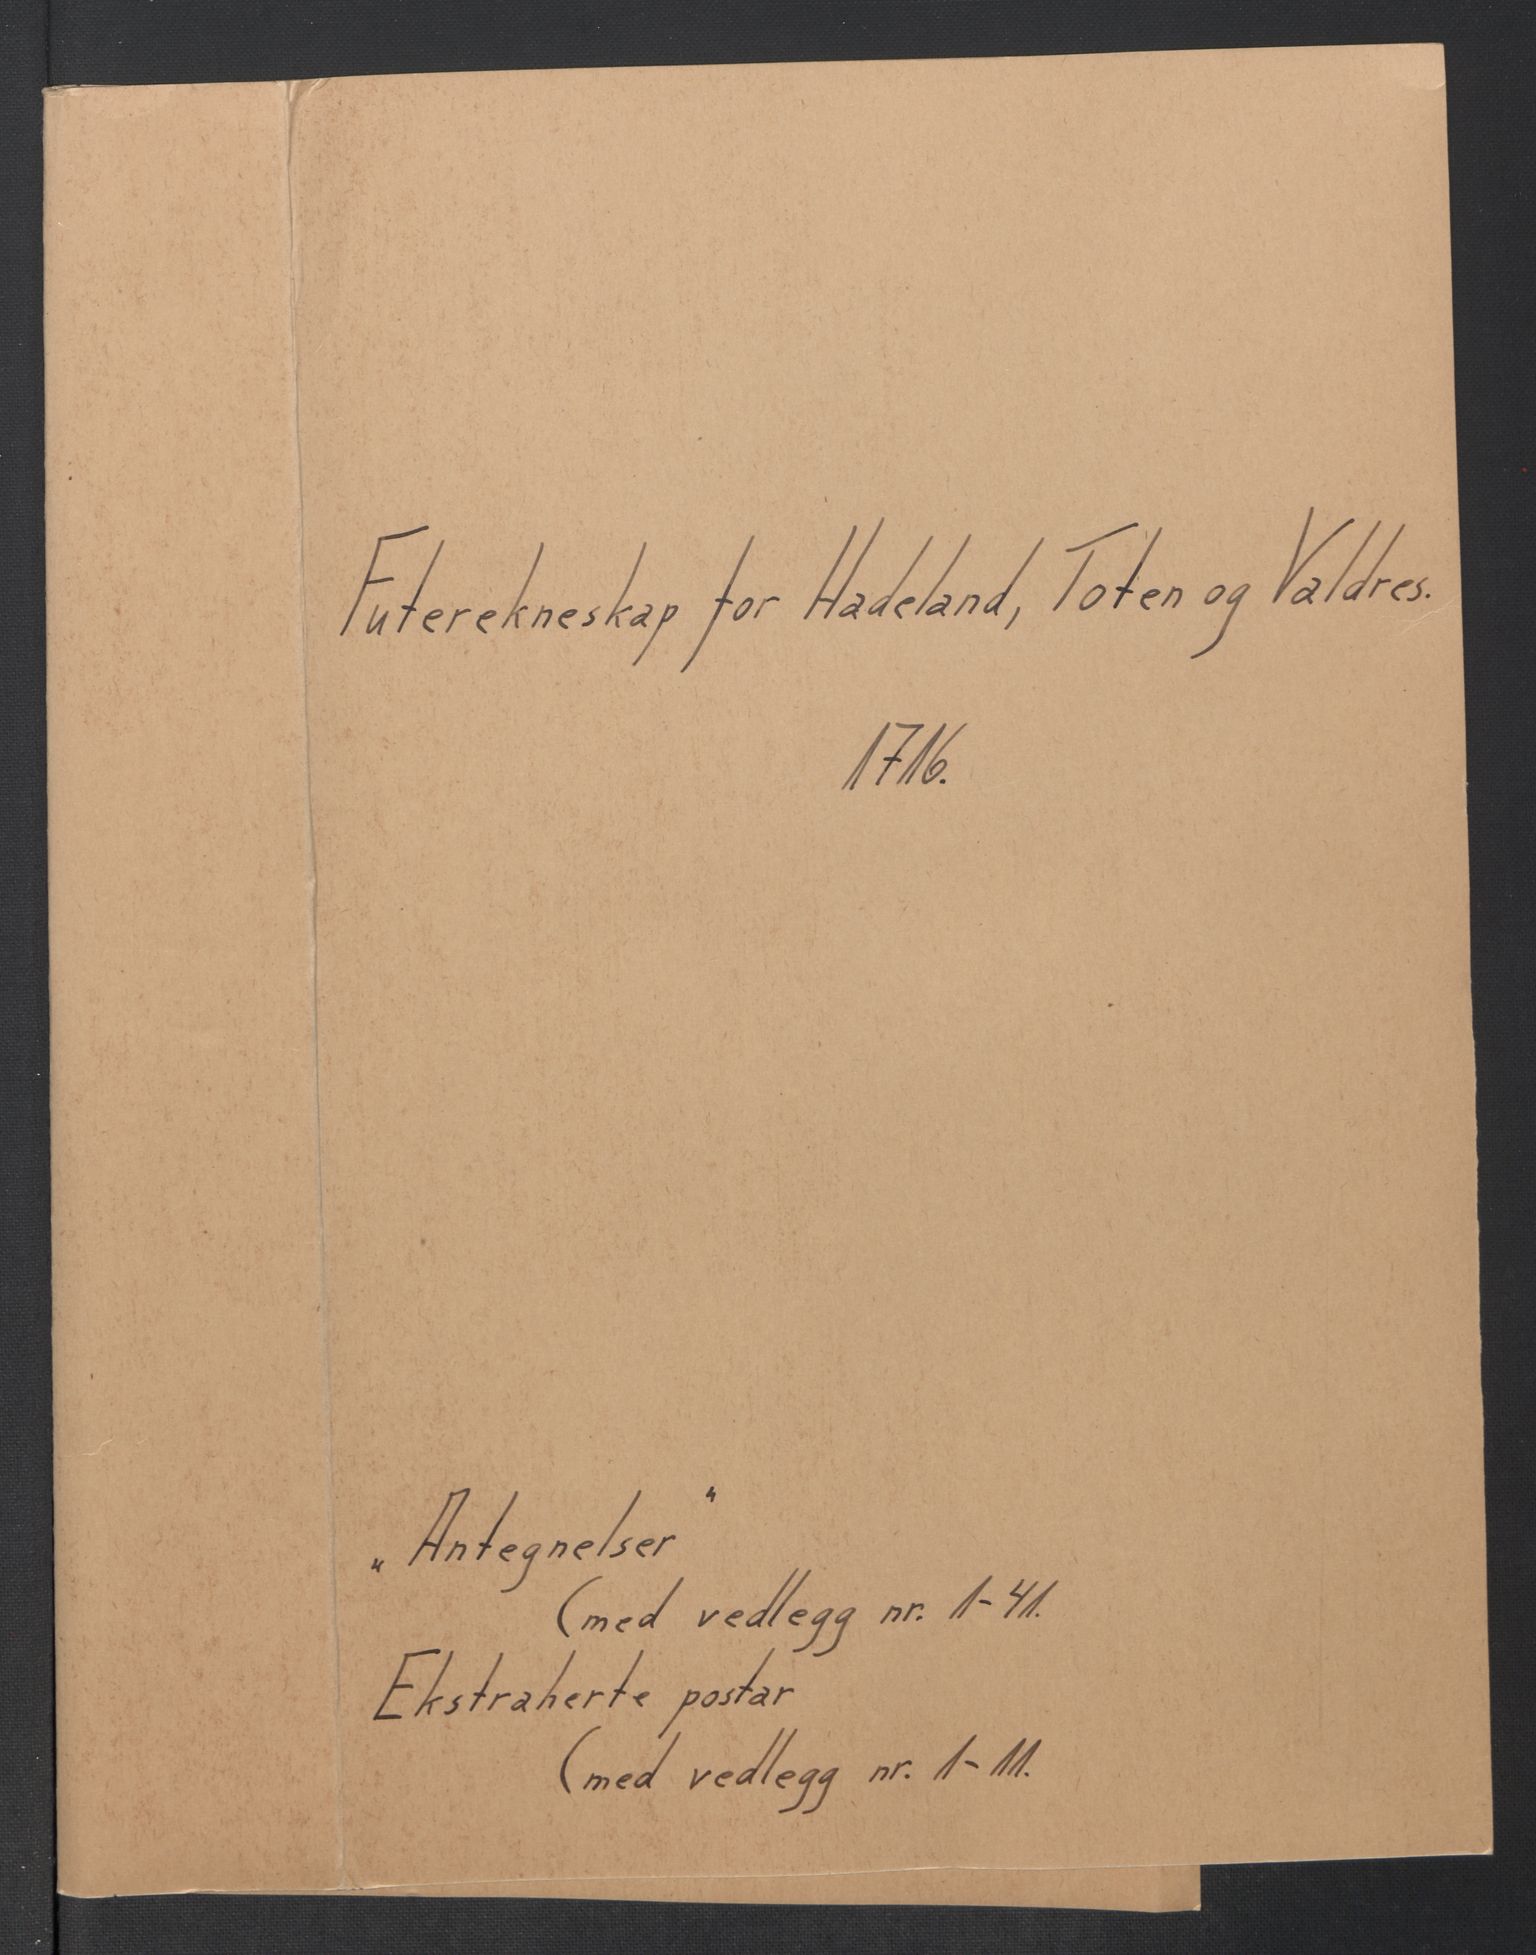 Futerekneskap for Hadeland, Toten og Valdres.
1716.
„Antegnelser“
(med vedlegg nr. 1-41.
Ekstraherte postar
(med vedlegg nr. 1-11.